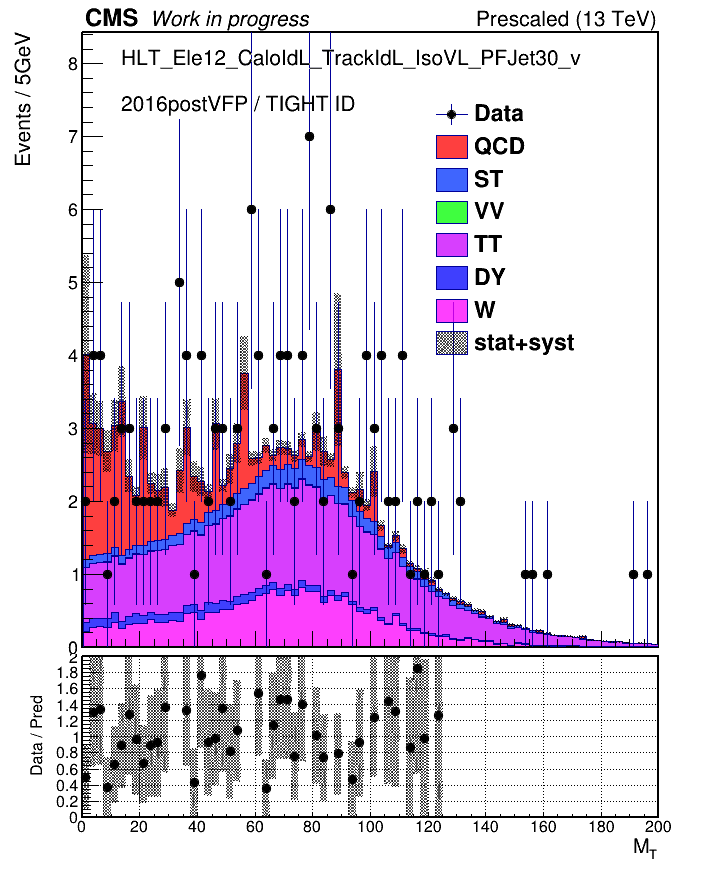 CMS Work in progress Prescaled (13 TeV)
Events / 5GeV
HLT_Ele12_CaloIdL_TrackIdL_IsoVL_PFJet30_v
2016postVFP / TIGHT ID
Data
QCD
ST
VV
TT
DY
W
stat+syst
8
7
6
5
4
3
2
1
0
Data / Pred
2
1.8
1.6
1.4
1.2
1
0.8
0.6
0.4
0.2
0
0 20 40 60 80 100 120 140 160 180 200
M_T